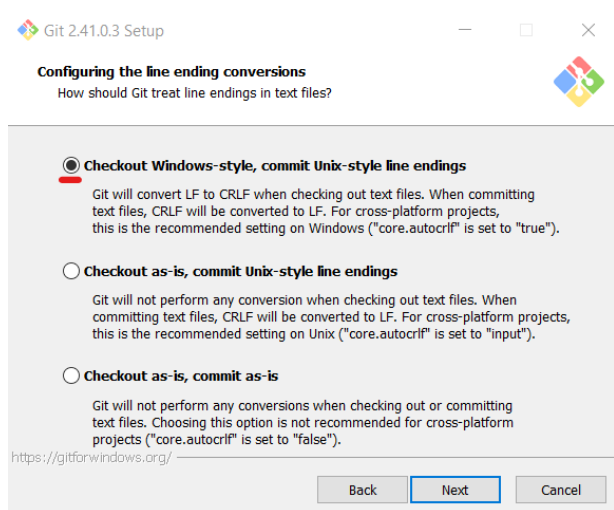 Git 2.41.0.3 Setup
Configuring the line ending conversions
How should Git treat line endings in text files?
Checkout Windows-style, commit Unix-style line endings
Git will convert LF to CRLF when checking out text files. When committing
text files, CRLF will be converted to LF. For cross-platform projects,
this is the recommended setting on Windows ("core.autocrlf" is set to "true").
Checkout as-is, commit Unix-style line endings
Git will not perform any conversion when checking out text files. When
committing text files, CRLF will be converted to LF. For cross-platform projects,
this is the recommended setting on Unix ("core.autocrlf" is set to "input").
Checkout as-is, commit as-is
Git will not perform any conversions when checking out or committing
text files. Choosing this option is not recommended for cross-platform
projects ("core.autocrlf" is set to "false").
https://gitforwindows.org/
Back Next Cancel